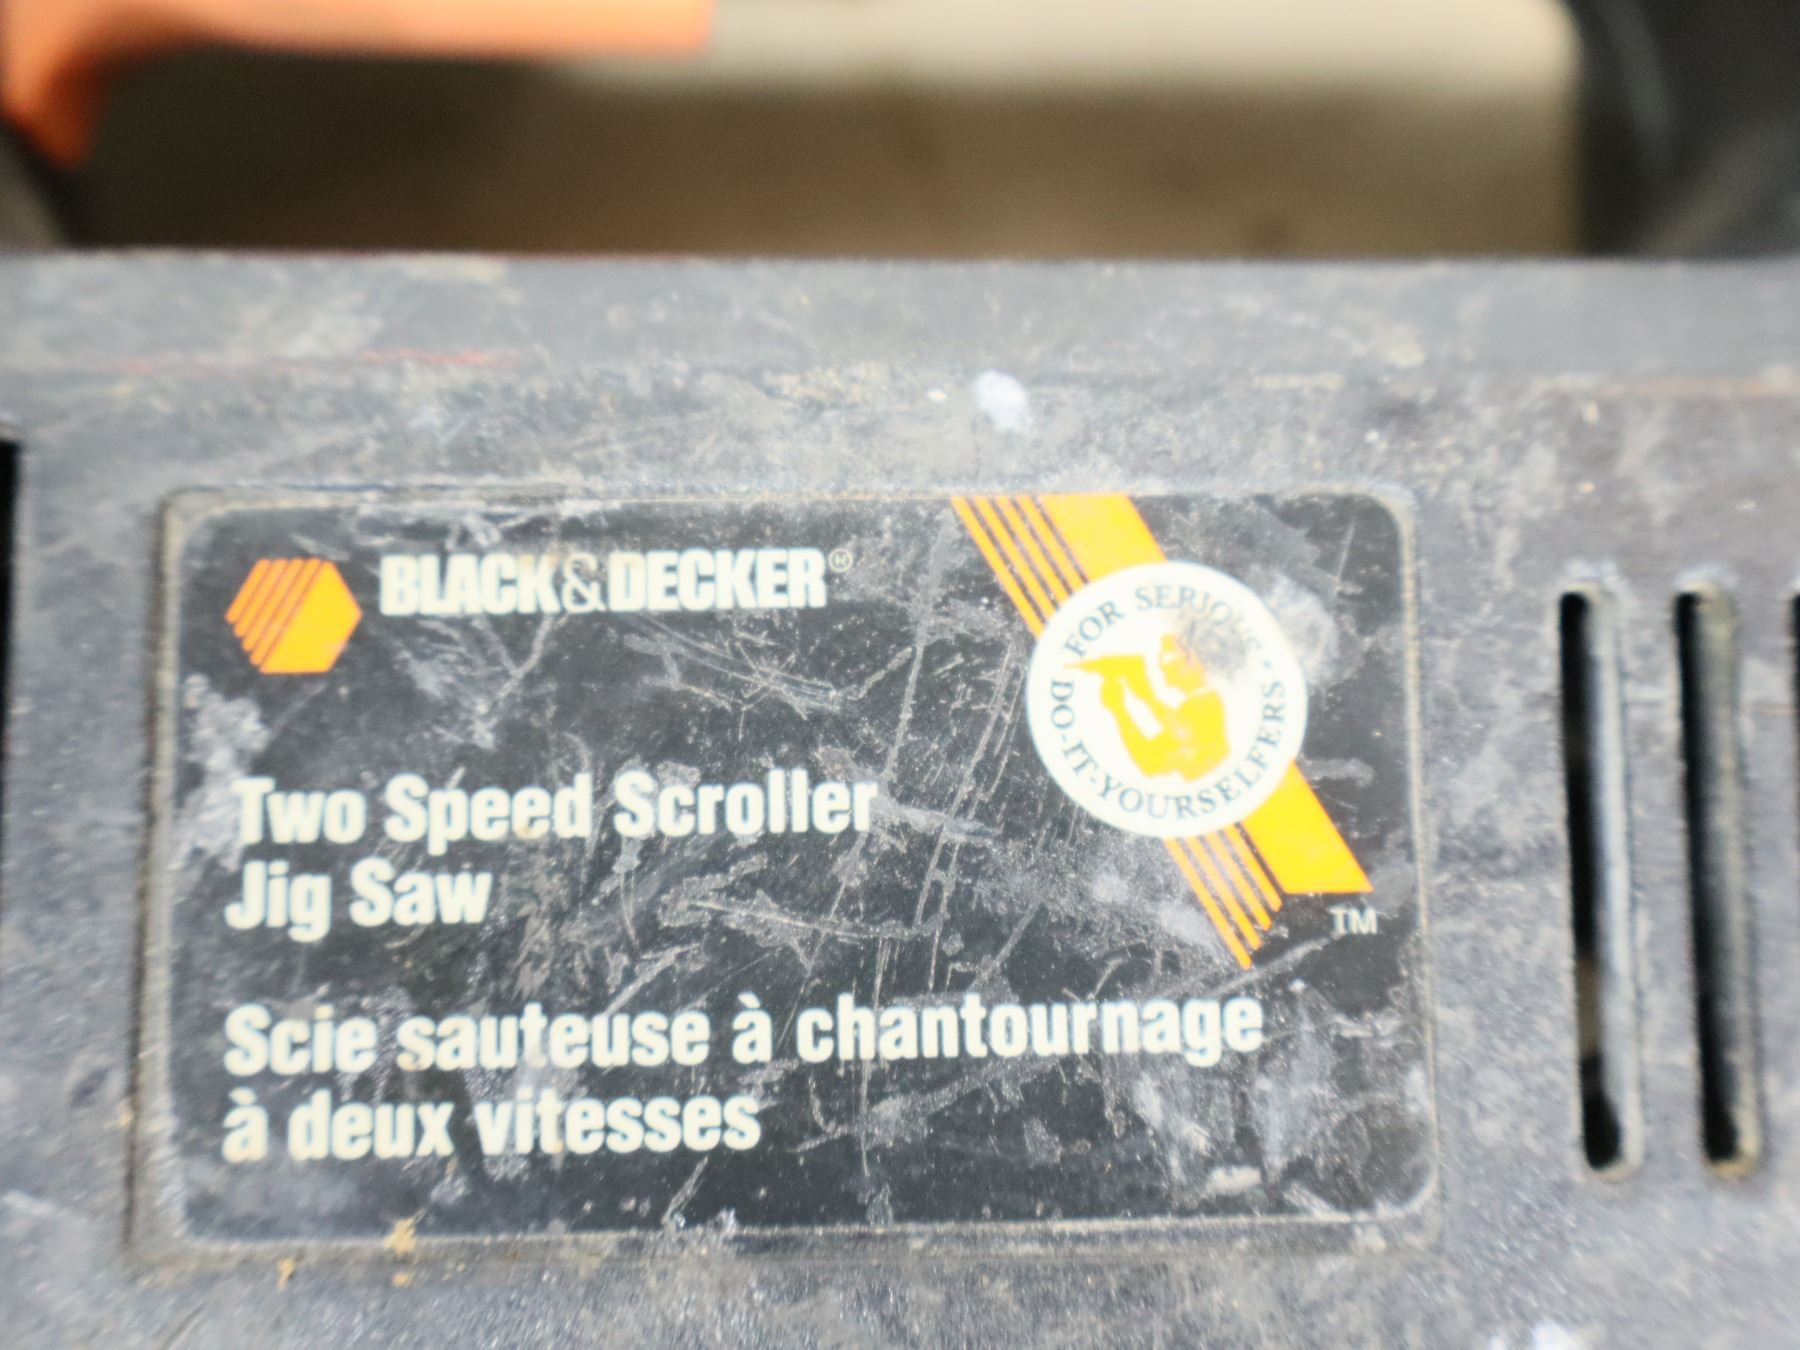 BLACK&DECKER®
FOR SERIOUS
DO-IT-YOURSELFERS
TM
Two Speed Scroller
Jig Saw
Scie sauteuse à chantournage
à deux vitesses